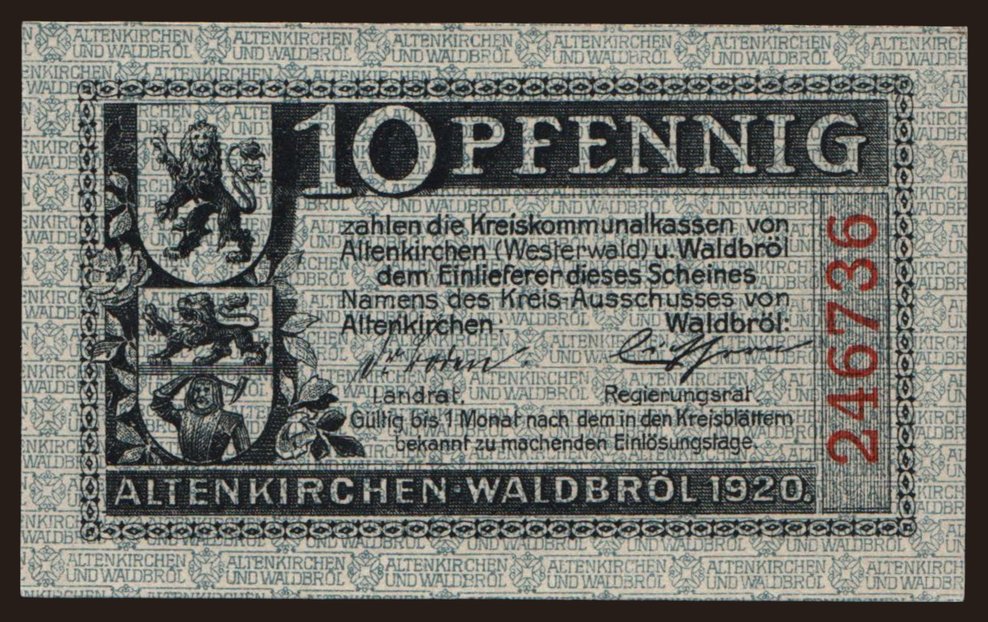 10 PFENNIG
zahlen die Kreiskommunalkassen von
Altenkirchen (Westerwald) u. Waldbröl
dem Einlieferer dieses Scheines
Namens des Kreis-Ausschusses von
Altenkirchen: Waldbröl:
Landrat. Regierungsrat
Gültig bis 1 Monat nach dem in den Kreisblättern
bekannt zu machenden Einlösungstage.
ALTENKIRCHEN-WALDBRÖL 1920.
246736
ALTENKIRCHEN
UND WALDBRÖL